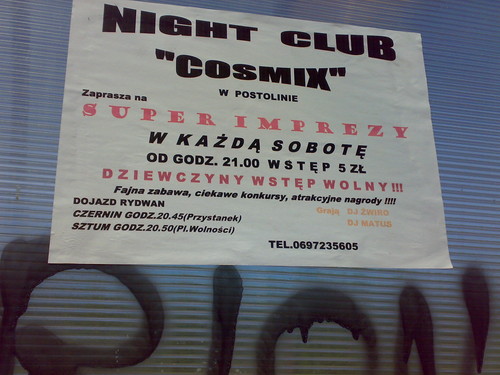 NIGHT CLUB
"COSMIX"
W POSTOLINIE
Zaprasza na
SUPER IMPREZY
W KAŻDĄ SOBOTĘ
OD GODZ. 21.00 WSTĘP 5 ZŁ
DZIEWCZYNY WSTĘP WOLNY!!!
Fajna zabawa, ciekawe konkursy, atrakcyjne nagrody !!!!
DOJAZD RYDWAN
CZERNIN GODZ.20.45(Przystanek)
SZTUM GODZ.20.50(Pl.Wolności)
Grają DJ ŻWIRO
DJ MATUS
TEL.0697235605